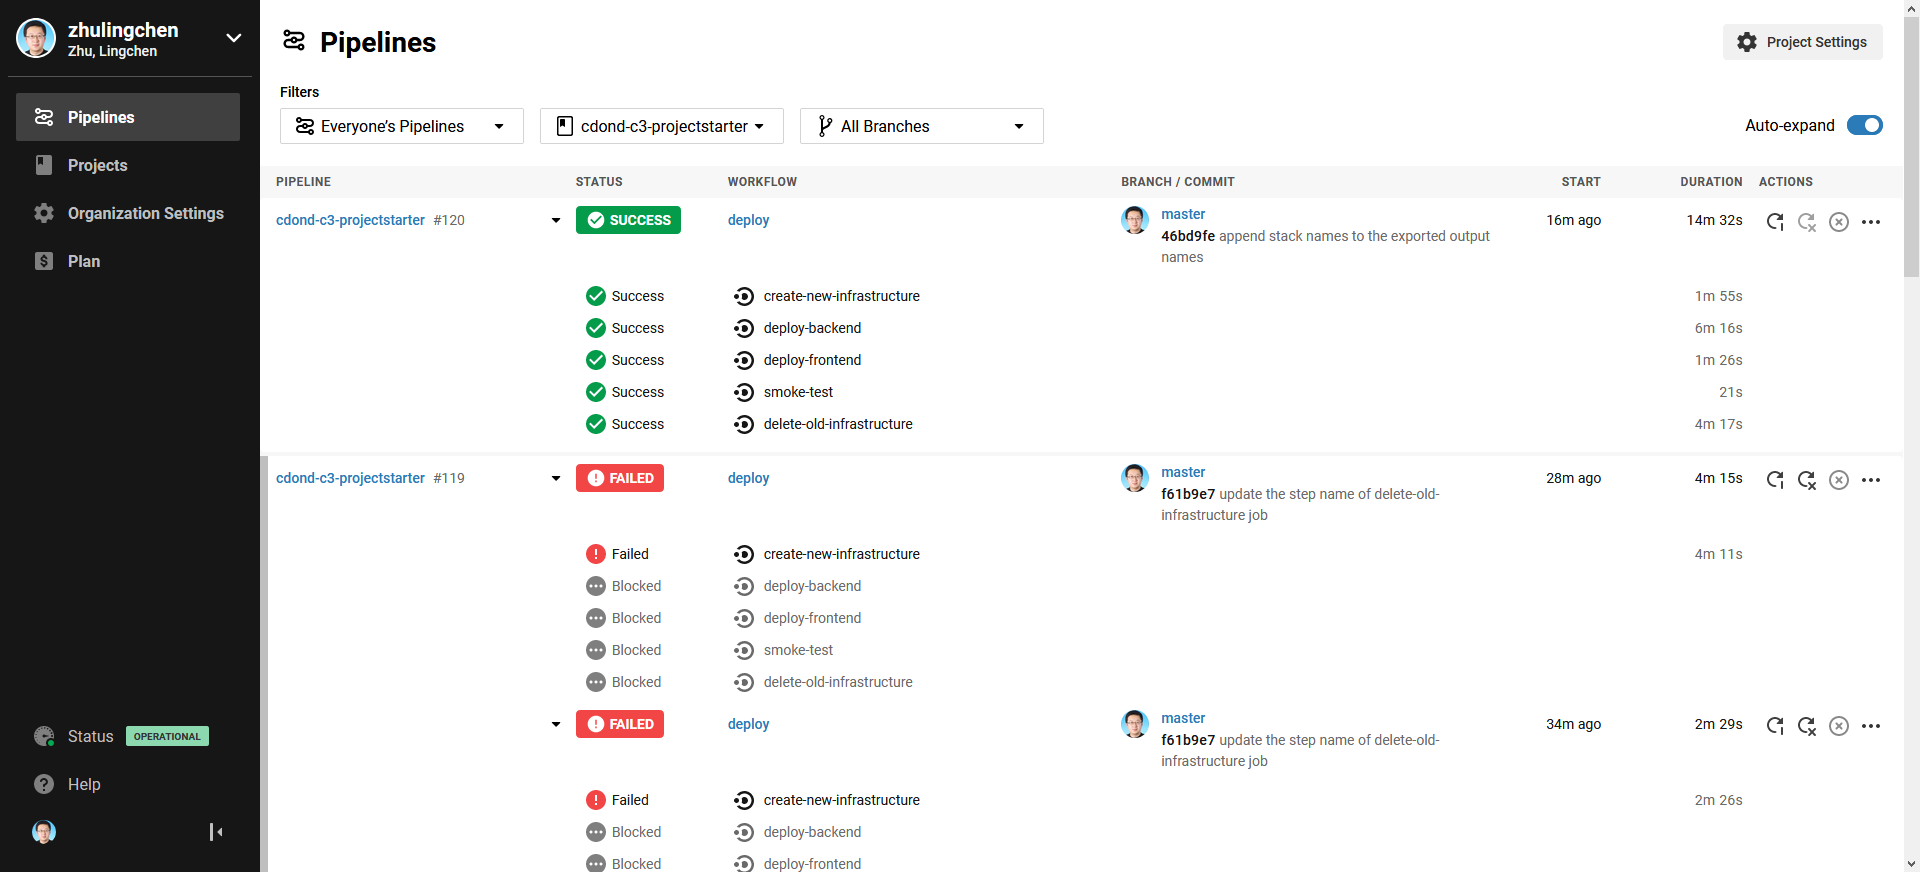 zhulingchen
Zhu, Lingchen
Pipelines
Projects
Organization Settings
Plan
Status OPERATIONAL
Help
Pipelines
Project Settings
Filters
Everyone’s Pipelines
cdond-c3-projectstarter
All Branches
Auto-expand
PIPELINE STATUS WORKFLOW BRANCH / COMMIT START DURATION ACTIONS
cdond-c3-projectstarter #120 SUCCESS deploy master 16m ago 14m 32s
46bd9fe append stack names to the exported output
names
Success create-new-infrastructure 1m 55s
Success deploy-backend 6m 16s
Success deploy-frontend 1m 26s
Success smoke-test 21s
Success delete-old-infrastructure 4m 17s
cdond-c3-projectstarter #119 FAILED deploy master 28m ago 4m 15s
f61b9e7 update the step name of delete-old-
infrastructure job
Failed create-new-infrastructure 4m 11s
Blocked deploy-backend
Blocked deploy-frontend
Blocked smoke-test
Blocked delete-old-infrastructure
FAILED deploy master 34m ago 2m 29s
f61b9e7 update the step name of delete-old-
infrastructure job
Failed create-new-infrastructure 2m 26s
Blocked deploy-backend
Blocked deploy-frontend